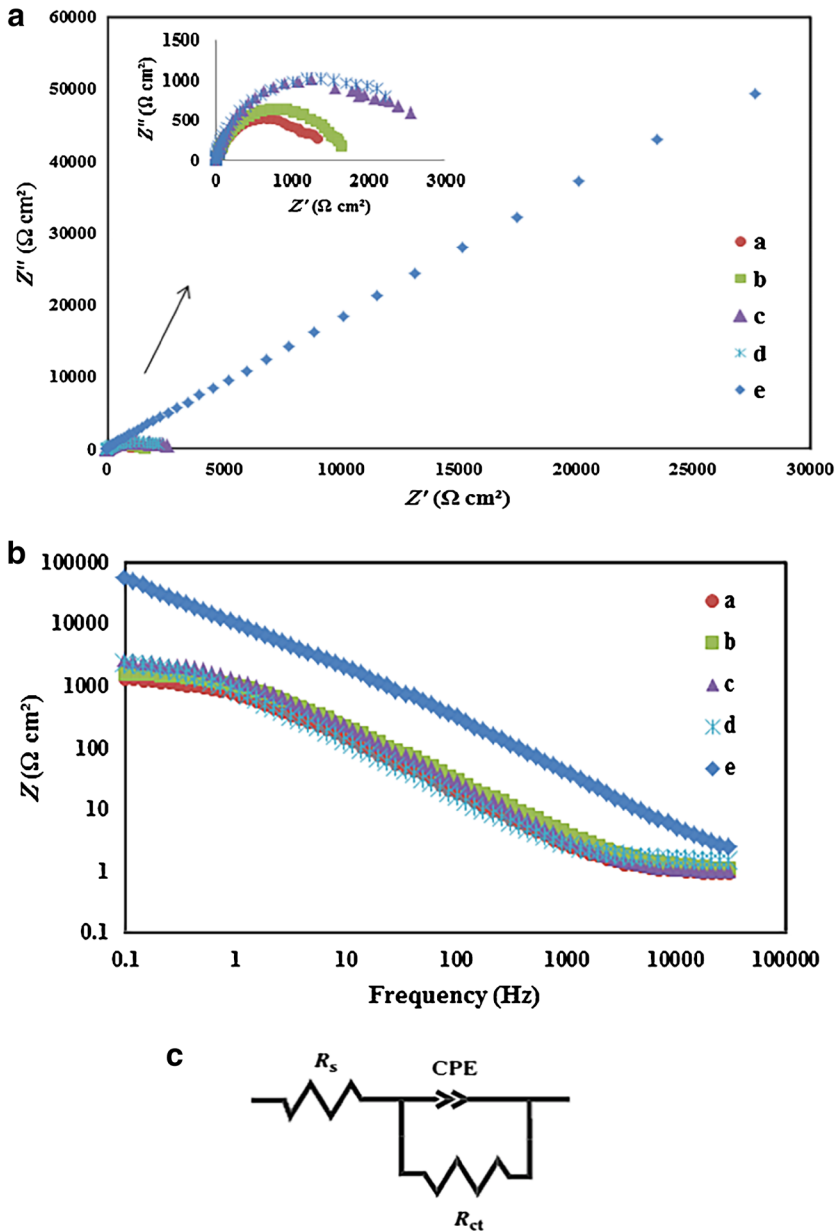 a
60000
50000
40000
30000
20000
10000
0
Z'' (Ω cm²)
0 5000 10000 15000 20000 25000 30000
Z' (Ω cm²)
1500
1000
500
0
Z'' (Ω cm²)
0 1000 2000 3000
Z' (Ω cm²)
a
b
c
d
e
b
100000
10000
1000
100
10
1
0.1
Z (Ω cm²)
0.1 1 10 100 1000 10000 100000
Frequency (Hz)
a
b
c
d
e
c
Rs
CPE
Rct